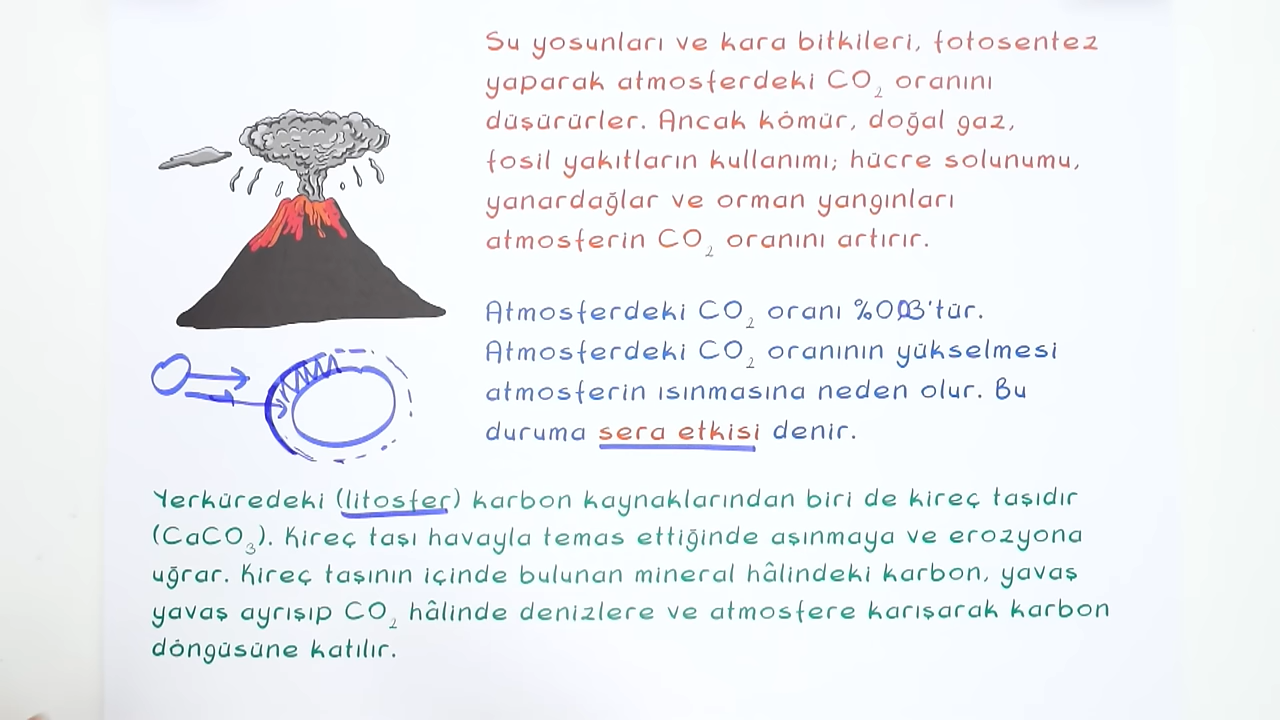 Su yosunları ve kara bitkileri, fotosentez
yaparak atmosferdeki CO₂ oranını
düşürürler. Ancak kömür, doğal gaz,
fosil yakıtların kullanımı; hücre solunumu,
yanardağlar ve orman yangınları
atmosferin CO₂ oranını artırır.
Atmosferdeki CO₂ oranı %0,03'tür.
Atmosferdeki CO₂ oranının yükselmesi
atmosferin ısınmasına neden olur. Bu
duruma sera etkisi denir.
Yerküredeki (litosfer) karbon kaynaklarından biri de kireç taşıdır
(CaCO₃). Kireç taşı havayla temas ettiğinde aşınmaya ve erozyona
uğrar. Kireç taşının içinde bulunan mineral hâlindeki karbon, yavaş
yavaş ayrışıp CO₂ hâlinde denizlere ve atmosfere karışarak karbon
döngüsüne katılır.